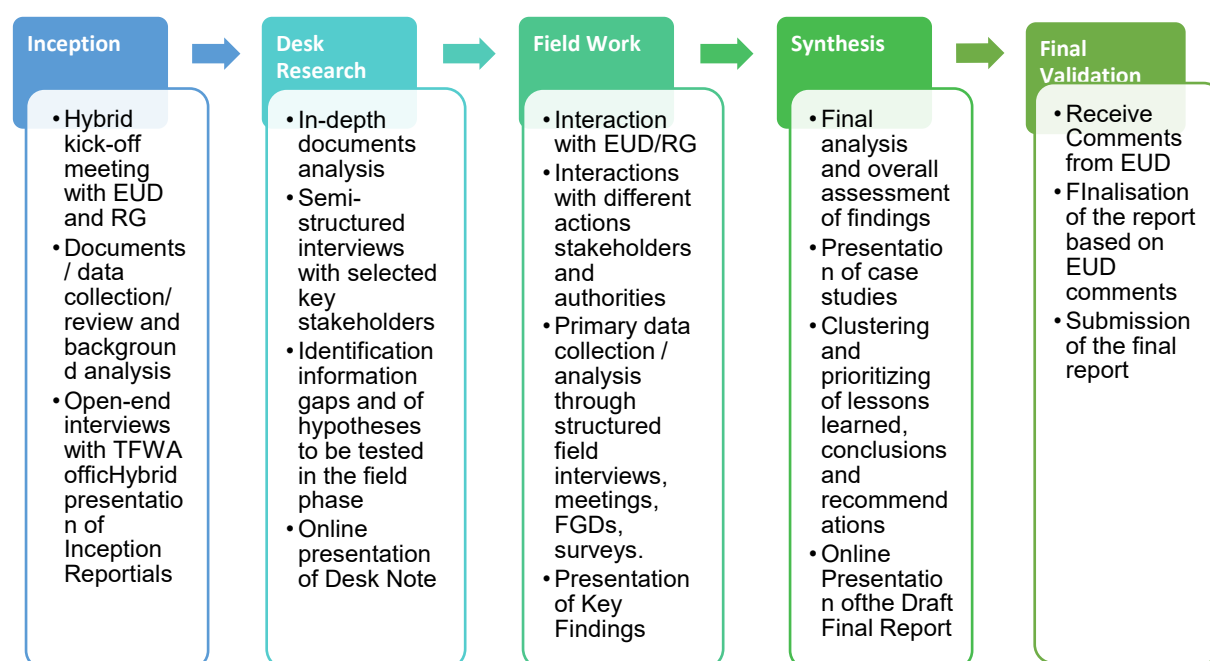 Inception
• Hybrid
kick-off
meeting
with EUD
and RG
• Documents
/ data
collection/
review and
backgroun
d analysis
• Open-end
interviews
with TFWA
officHybrid
presentatio
n of
Inception
Reportials
Desk
Research
• In-depth
documents
analysis
• Semi-
structured
interviews
with selected
key
stakeholders
• Identification
information
gaps and of
hypotheses
to be tested
in the field
phase
• Online
presentation
of Desk Note
Field Work
• Interaction
with EUD/RG
• Interactions
with different
actions
stakeholders
and
authorities
• Primary data
collection /
analysis
through
structured
field
interviews,
meetings,
FGDs,
surveys.
• Presentation
of Key
Findings
Synthesis
• Final
analysis
and overall
assessment
of findings
• Presentatio
n of case
studies
• Clustering
and
prioritizing
of lessons
learned,
conclusions
and
recommend
ations
• Online
Presentatio
n ofthe Draft
Final Report
Final
Validation
• Receive
Comments
from EUD
• FInalisation
of the report
based on
EUD
comments
• Submission
of the final
report